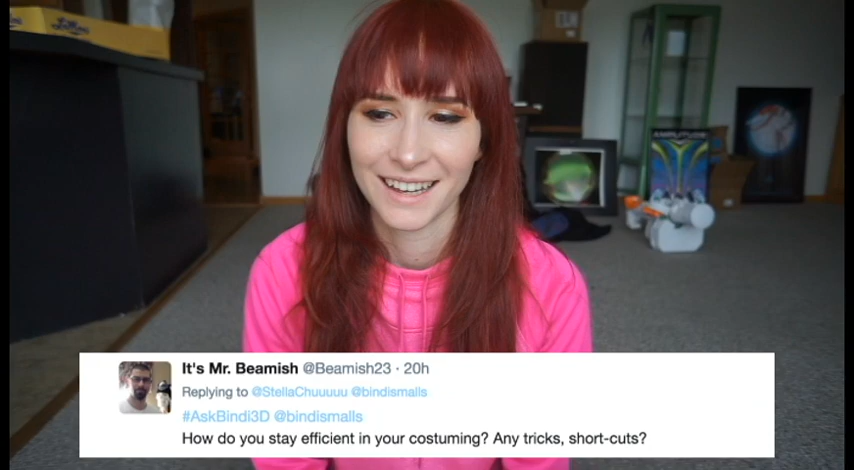 AMPLITUDE
It's Mr. Beamish @Beamish23 · 20h
Replying to @StellaChuuuuu @bindismalls
#AskBindi3D @bindismalls
How do you stay efficient in your costuming? Any tricks, short-cuts?